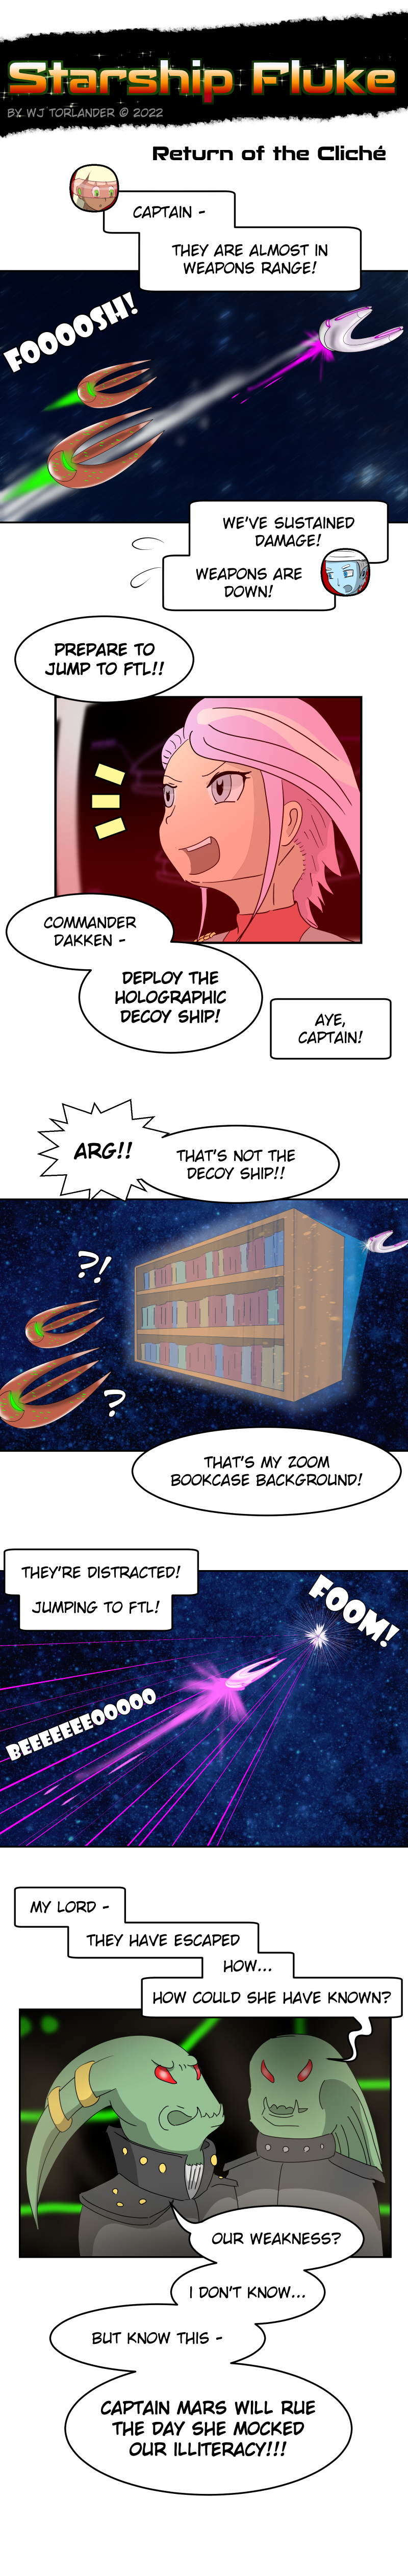 Starship Fluke
BY WJ TORLANDER © 2022
Return of the Cliché
CAPTAIN -
THEY ARE ALMOST IN
WEAPONS RANGE!
FOOOOSH!
WE'VE SUSTAINED
DAMAGE!
WEAPONS ARE
DOWN!
PREPARE TO
JUMP TO FTL!!
COMMANDER
DAKKEN -
DEPLOY THE
HOLOGRAPHIC
DECOY SHIP!
AYE,
CAPTAIN!
ARG!!
THAT'S NOT THE
DECOY SHIP!!
?!
?
THAT'S MY ZOOM
BOOKCASE BACKGROUND!
THEY'RE DISTRACTED!
JUMPING TO FTL!
FOOM!
BEEEEEEEOOOOO
MY LORD -
THEY HAVE ESCAPED
HOW...
HOW COULD SHE HAVE KNOWN?
OUR WEAKNESS?
I DON'T KNOW...
BUT KNOW THIS -
CAPTAIN MARS WILL RUE
THE DAY SHE MOCKED
OUR ILLITERACY!!!